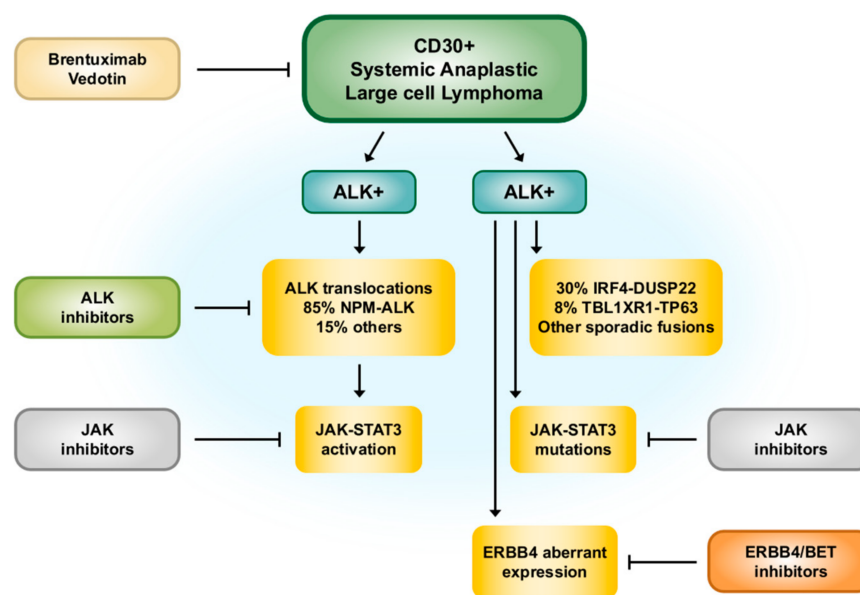 Brentuximab
Vedotin
CD30+
Systemic Anaplastic
Large cell Lymphoma
ALK+
ALK+
ALK
inhibitors
ALK translocations
85% NPM-ALK
15% others
30% IRF4-DUSP22
8% TBL1XR1-TP63
Other sporadic fusions
JAK
inhibitors
JAK-STAT3
activation
JAK-STAT3
mutations
JAK
inhibitors
ERBB4 aberrant
expression
ERBB4/BET
inhibitors